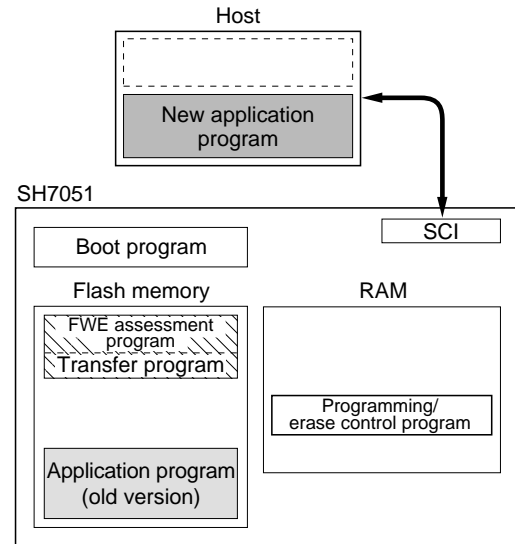 Host
New application
program
SH7051
SCI
Boot program
Flash memory
FWE assessment
program
Transfer program
Application program
(old version)
RAM
Programming/
erase control program